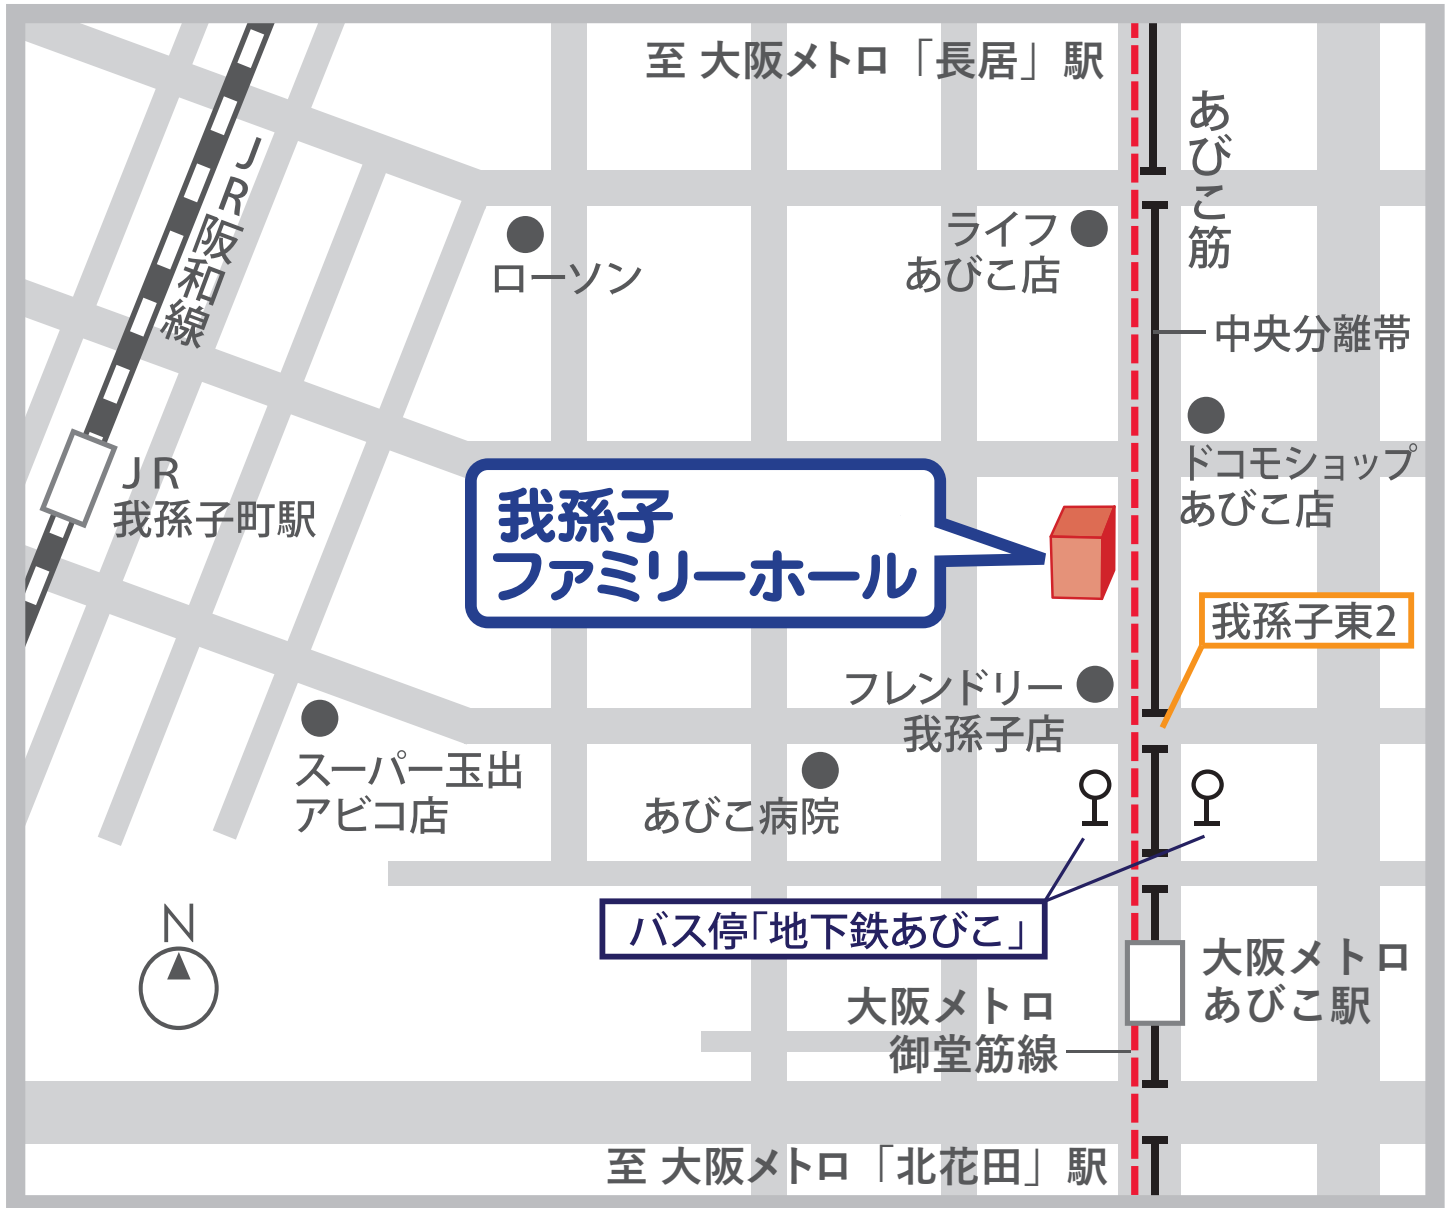 至 大阪メトロ「長居」駅
あびこ筋
JR阪和線
ローソン
ライフ
あびこ店
中央分離帯
ドコモショップ
あびこ店
JR
我孫子町駅
我孫子
ファミリーホール
我孫子東2
フレンドリー
我孫子店
スーパー玉出
アビコ店
あびこ病院
バス停「地下鉄あびこ」
N
大阪メトロ
あびこ駅
大阪メトロ
御堂筋線
至 大阪メトロ「北花田」駅